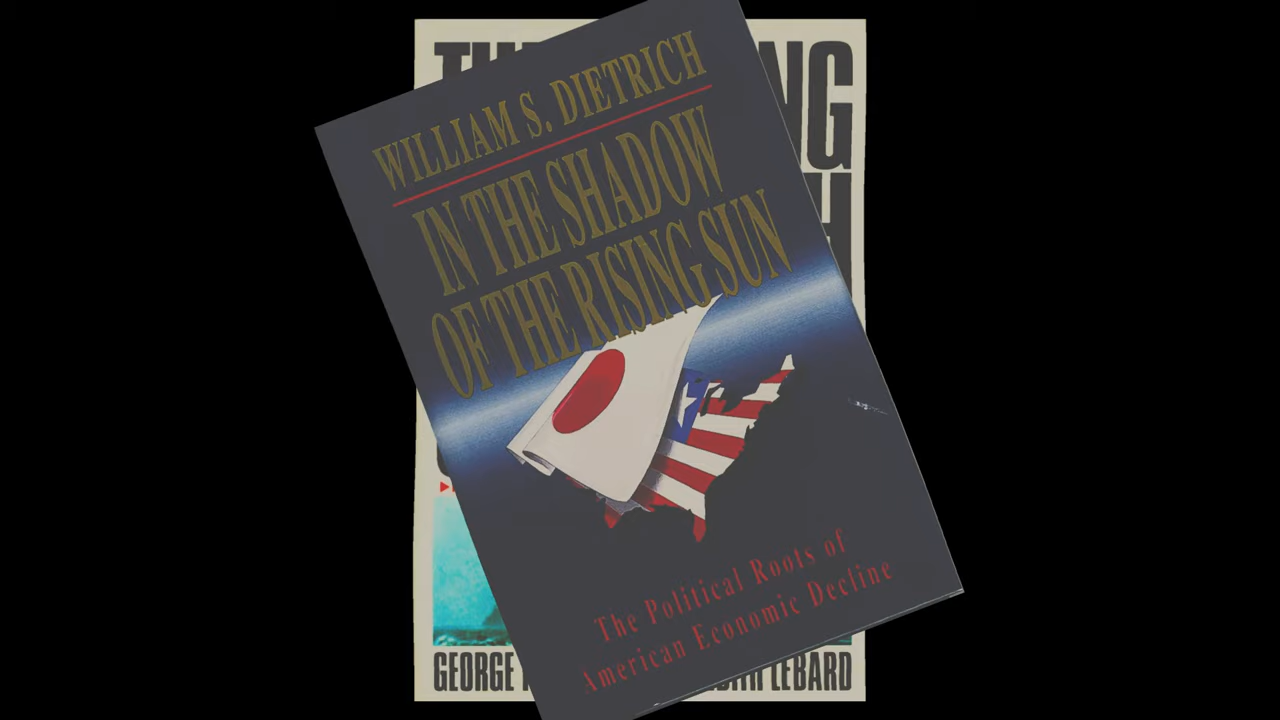 WILLIAM S. DIETRICH
IN THE SHADOW
OF THE RISING SUN
The Political Roots of
American Economic Decline
GEORGE
LEBARD